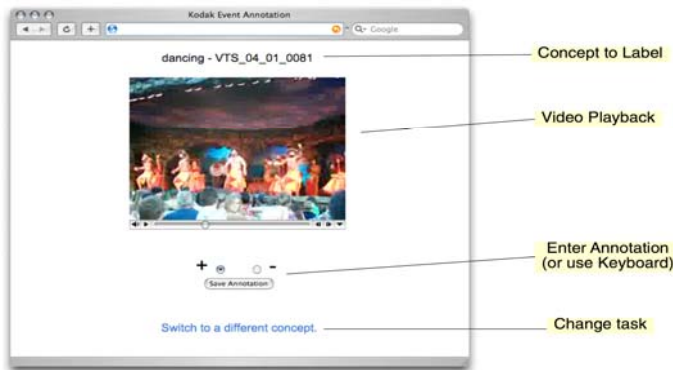 Kodak Event Annotation
Google
dancing - VTS_04_01_0081
Concept to Label
Video Playback
+
-
Enter Annotation
(or use Keyboard)
Save Annotation
Switch to a different concept.
Change task